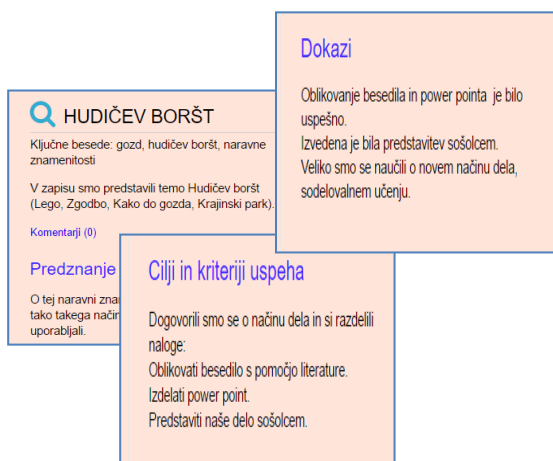 HUDIČEV BORŠT
Ključne besede: gozd, hudičev boršt, naravne
znamenitosti
V zapisu smo predstavili temo Hudičev boršt
(Lego, Zgodbo, Kako do gozda, Krajinski park).
Komentarji (0)
Predznanje
O tej naravni
tako takega
uporabljali.
Cilji in kriteriji uspeha
Dogovorili smo se o načinu dela in si razdelili
naloge:
Oblikovati besedilo s pomočjo literature.
Izdelati power point.
Predstaviti naše delo sošolcem.
Dokazi
Oblikovanje besedila in power pointa je bilo
uspešno.
Izvedena je bila predstavitev sošolcem.
Veliko smo se naučili o novem načinu dela,
sodelovalnem učenju.